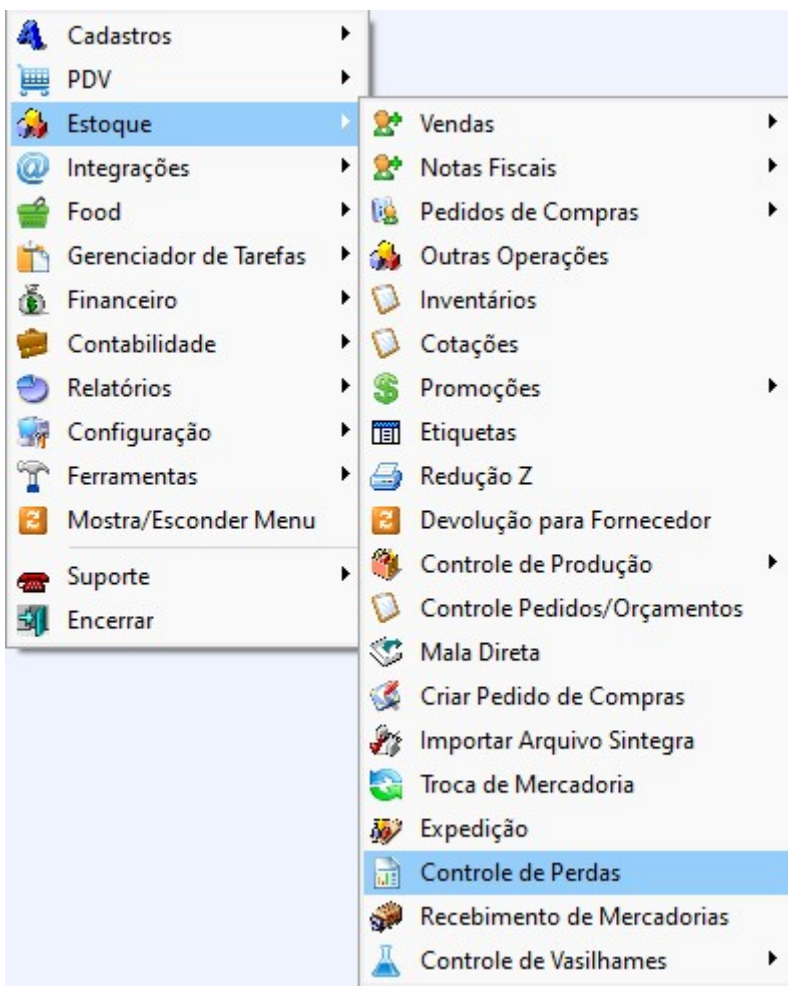 Cadastros
PDV
Estoque
Integrações
Food
Gerenciador de Tarefas
Financeiro
Contabilidade
Relatórios
Configuração
Ferramentas
Mostra/Esconder Menu
Suporte
Encerrar
Vendas
Notas Fiscais
Pedidos de Compras
Outras Operações
Inventários
Cotações
Promoções
Etiquetas
Redução Z
Devolução para Fornecedor
Controle de Produção
Controle Pedidos/Orçamentos
Mala Direta
Criar Pedido de Compras
Importar Arquivo Sintegra
Troca de Mercadoria
Expedição
Controle de Perdas
Recebimento de Mercadorias
Controle de Vasilhames